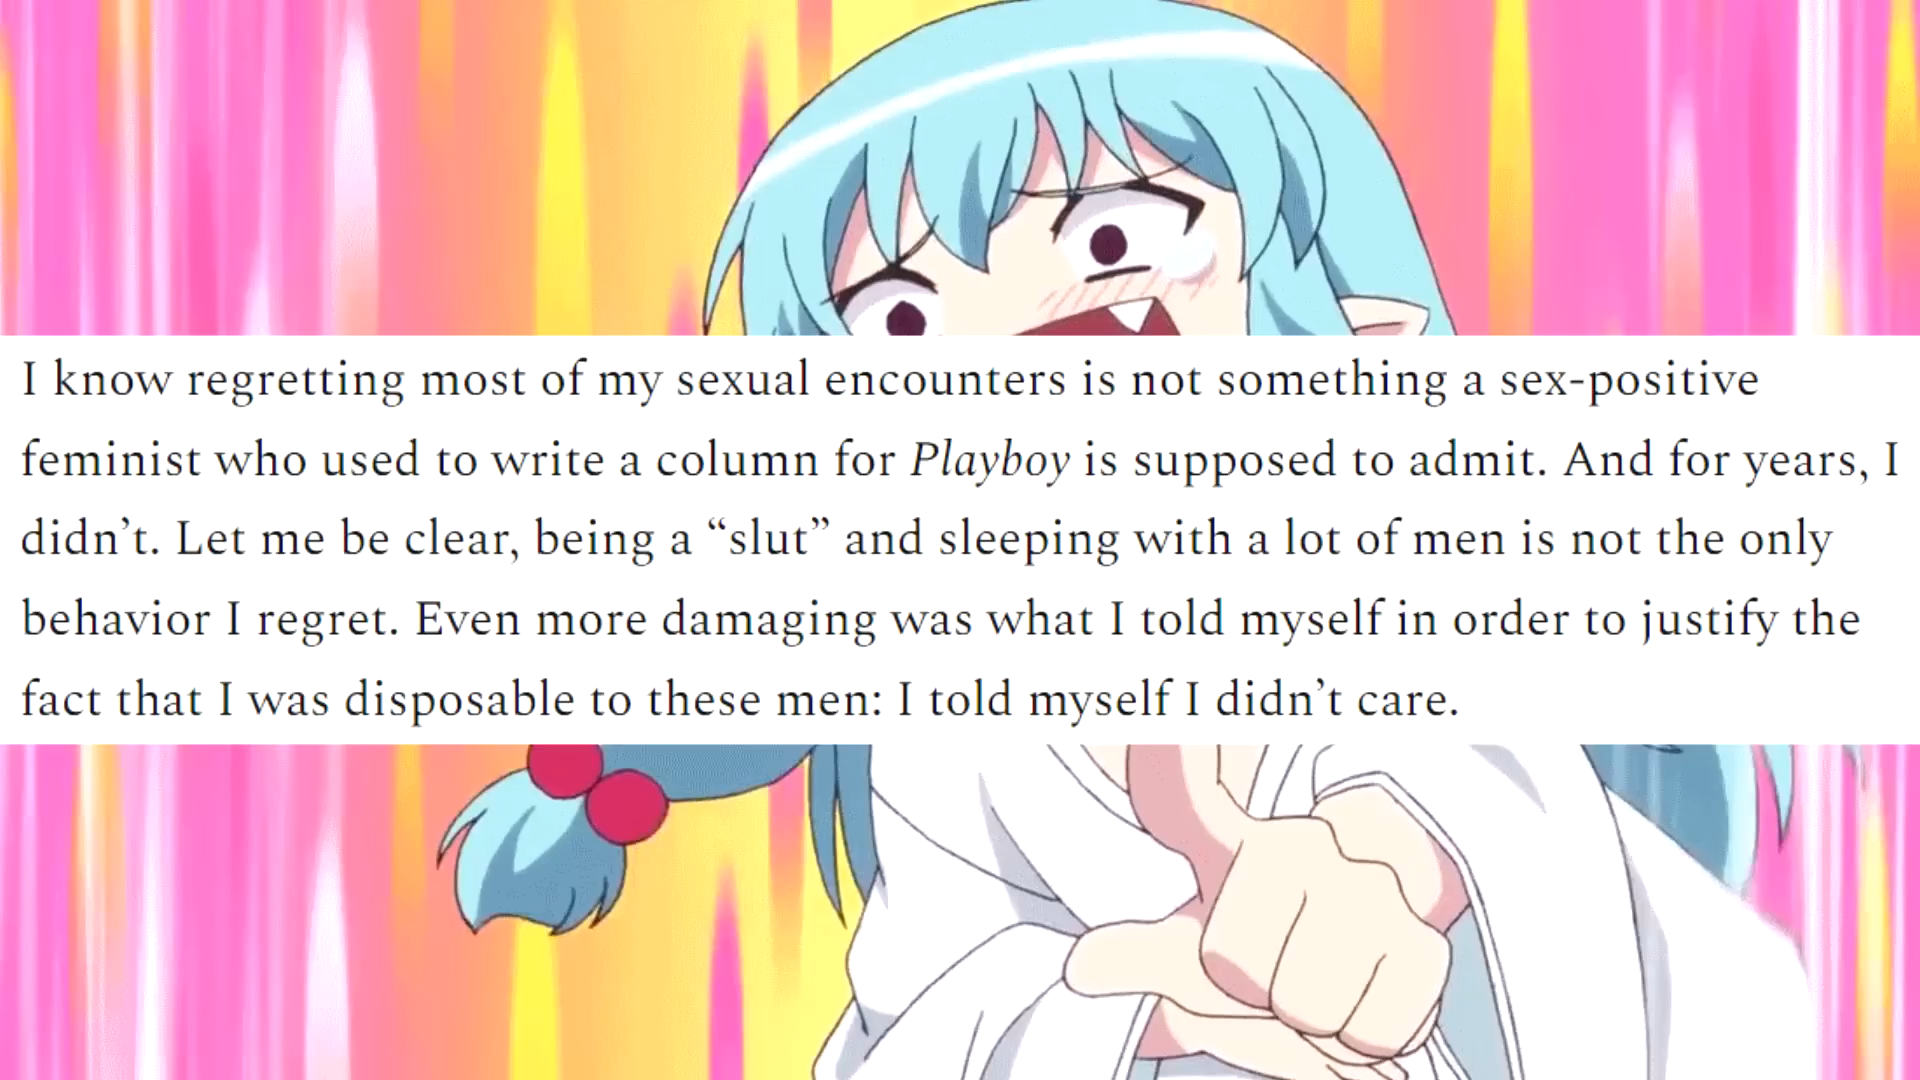 I know regretting most of my sexual encounters is not something a sex-positive
feminist who used to write a column for Playboy is supposed to admit. And for years, I
didn’t. Let me be clear, being a “slut” and sleeping with a lot of men is not the only
behavior I regret. Even more damaging was what I told myself in order to justify the
fact that I was disposable to these men: I told myself I didn’t care.